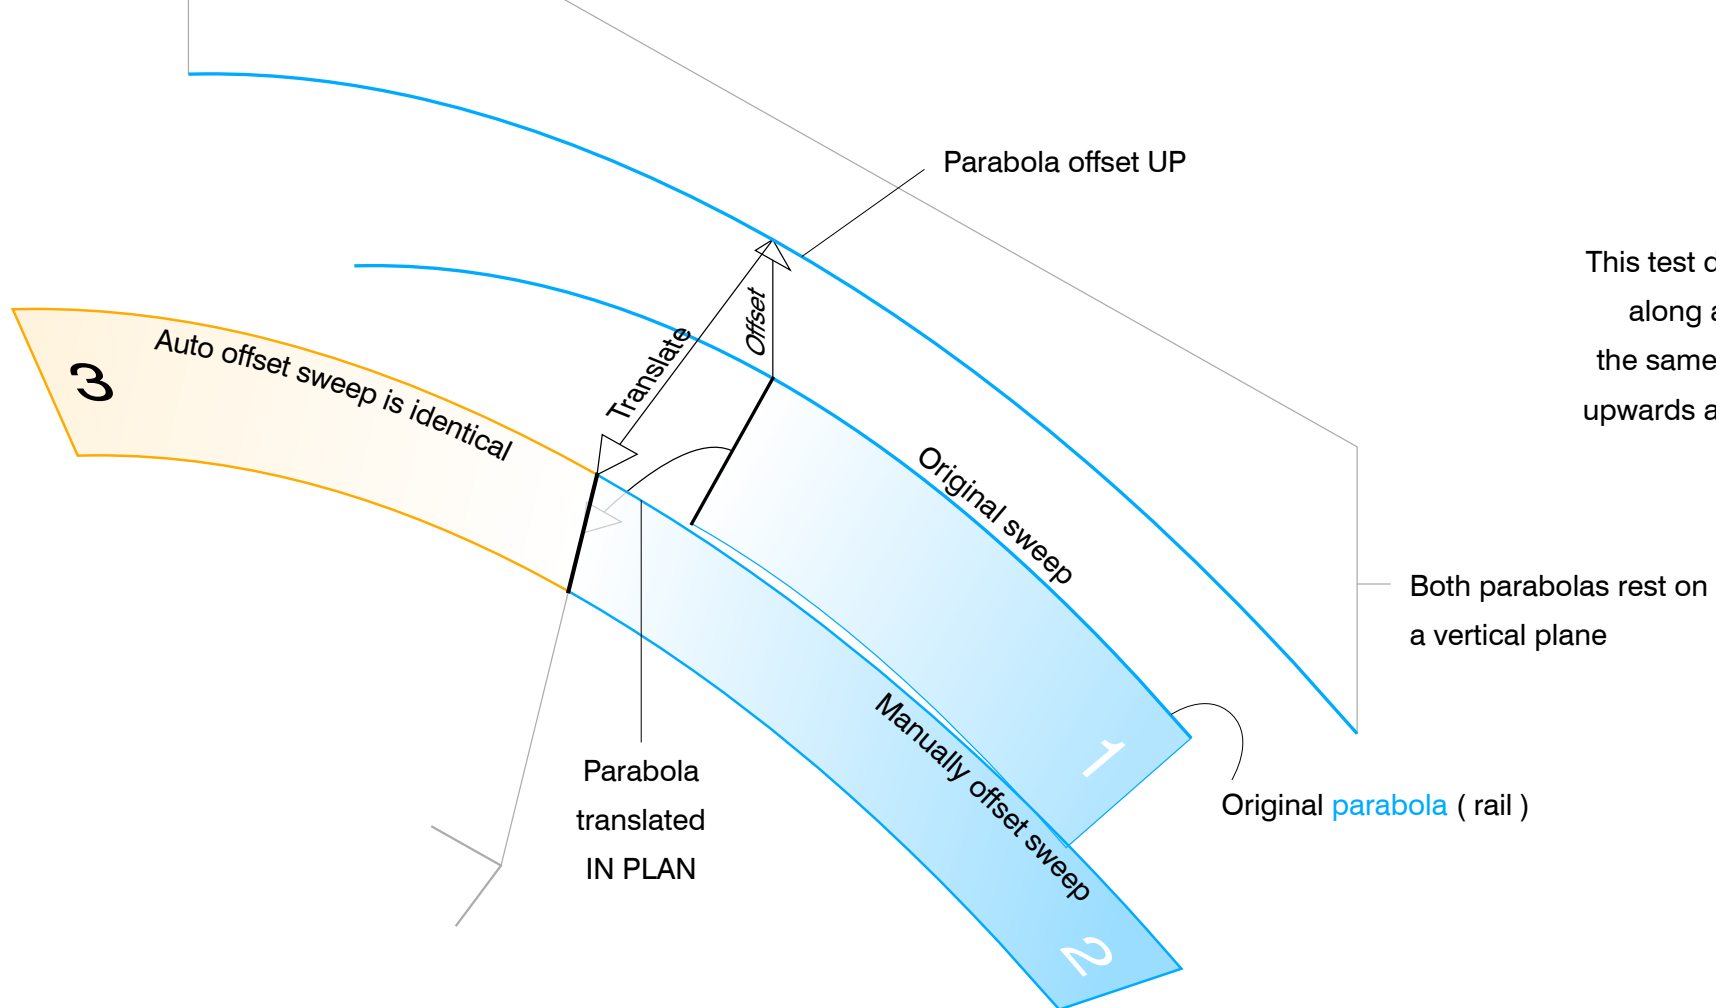 Parabola offset UP
This test
along
the same
upwards
Offset
Translate
Auto offset sweep is identical
3
Original sweep
Both parabolas rest on
a vertical plane
Manually offset sweep
1
Parabola
translated
IN PLAN
Original parabola ( rail )
2